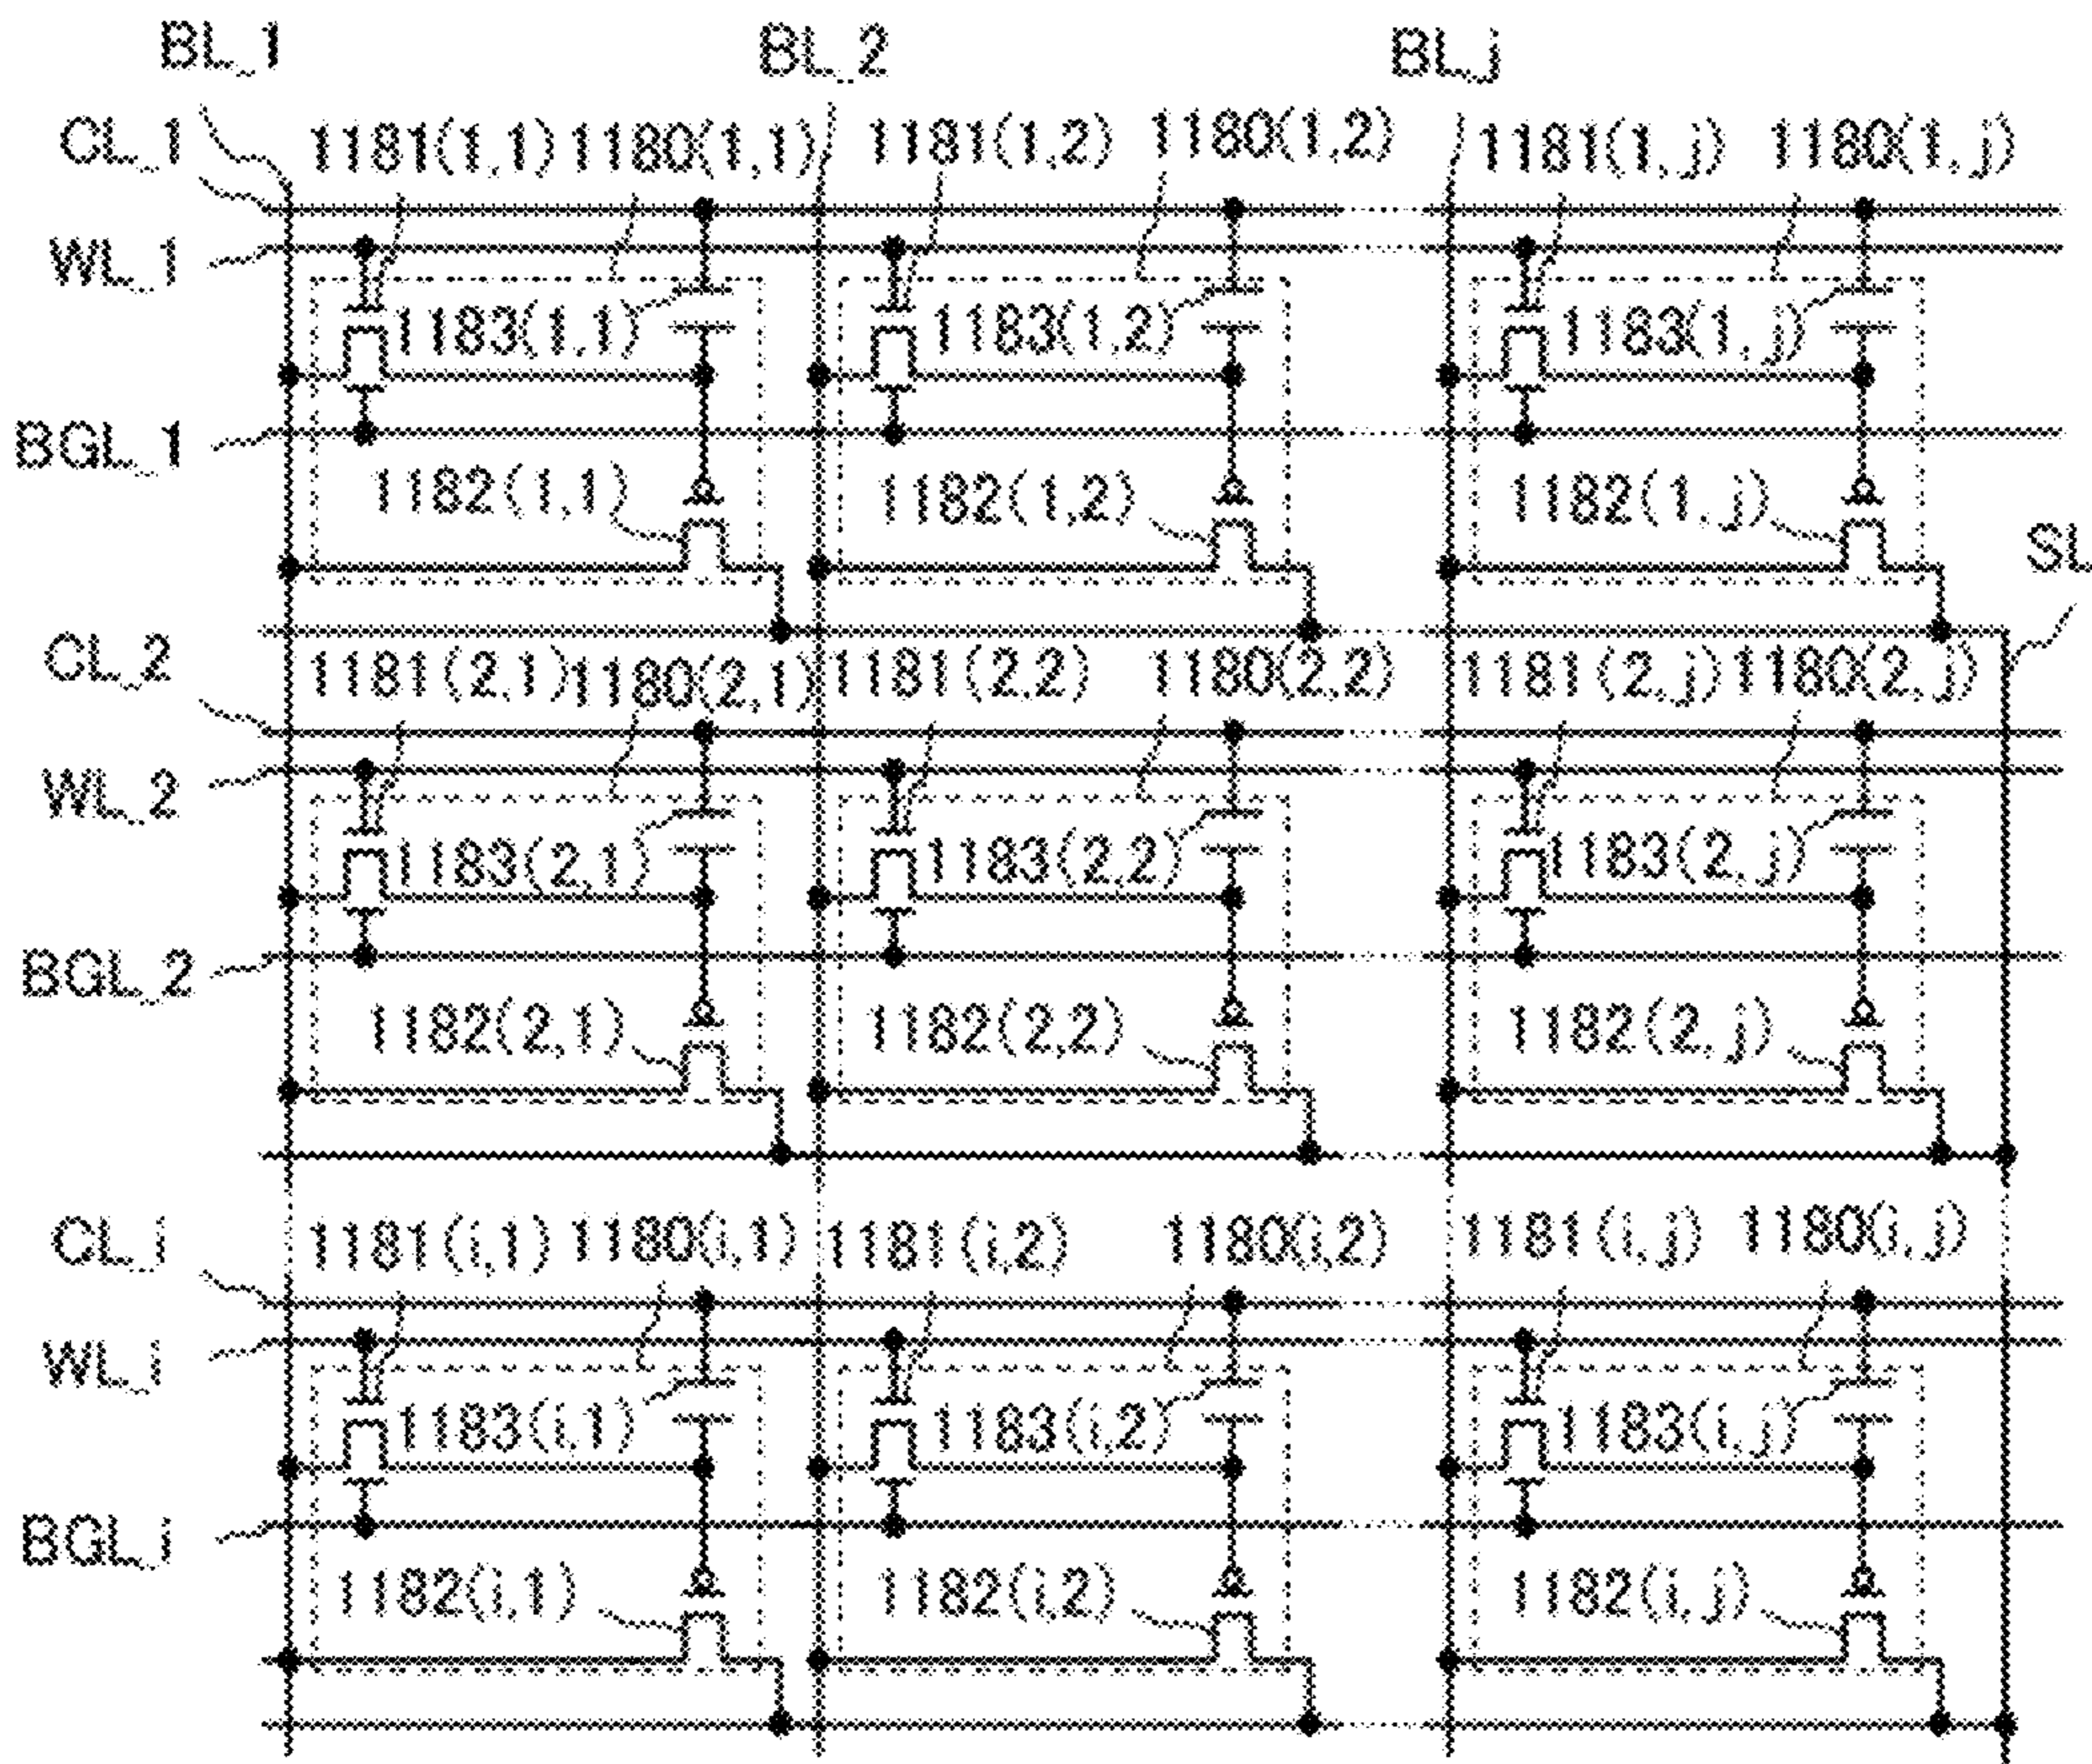 BL_1 BL_2 BL_j
CL_1 1181(1,1) 1180(1,1) 1181(1,2) 1180(1,2) 1181(1,j) 1180(1,j)
WL_1
1183(1,1) 1183(1,2) 1183(1,j)
BGL_1
1182(1,1) 1182(1,2) 1182(1,j)
SL
CL_2 1181(2,1) 1180(2,1) 1181(2,2) 1180(2,2) 1181(2,j) 1180(2,j)
WL_2
1183(2,1) 1183(2,2) 1183(2,j)
BGL_2
1182(2,1) 1182(2,2) 1182(2,j)
CL_i 1181(i,1) 1180(i,1) 1181(i,2) 1180(i,2) 1181(i,j) 1180(i,j)
WL_i
1183(i,1) 1183(i,2) 1183(i,j)
BGL_i
1182(i,1) 1182(i,2) 1182(i,j)